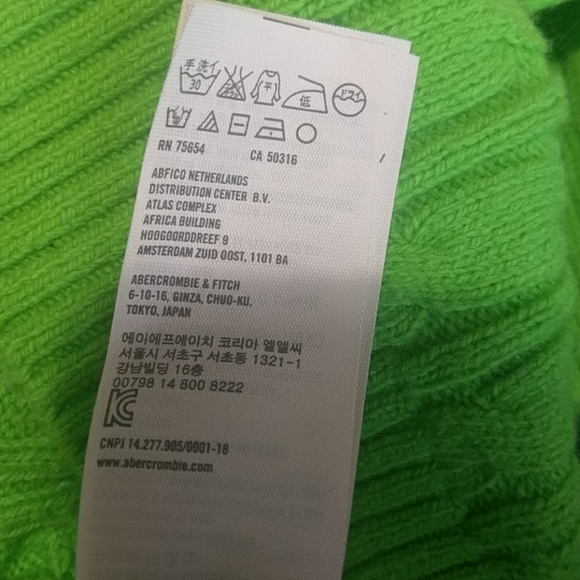 手洗イ
30
平
低
ドライ
RN 75654 CA 50316
ABFICO NETHERLANDS
DISTRIBUTION CENTER B.V.
ATLAS COMPLEX
AFRICA BUILDING
HOOGOORDDREEF 9
AMSTERDAM ZUID OOST, 1101 BA
ABERCROMBIE & FITCH
6-10-16, GINZA, CHUO-KU,
TOKYO, JAPAN
에이에프에이치 코리아 엘엘씨
서울시 서초구 서초동 1321-1
강남빌딩 16층
00798 14 800 8222
KC
CNPJ 14.277.905/0001-18
www.abercrombie.com